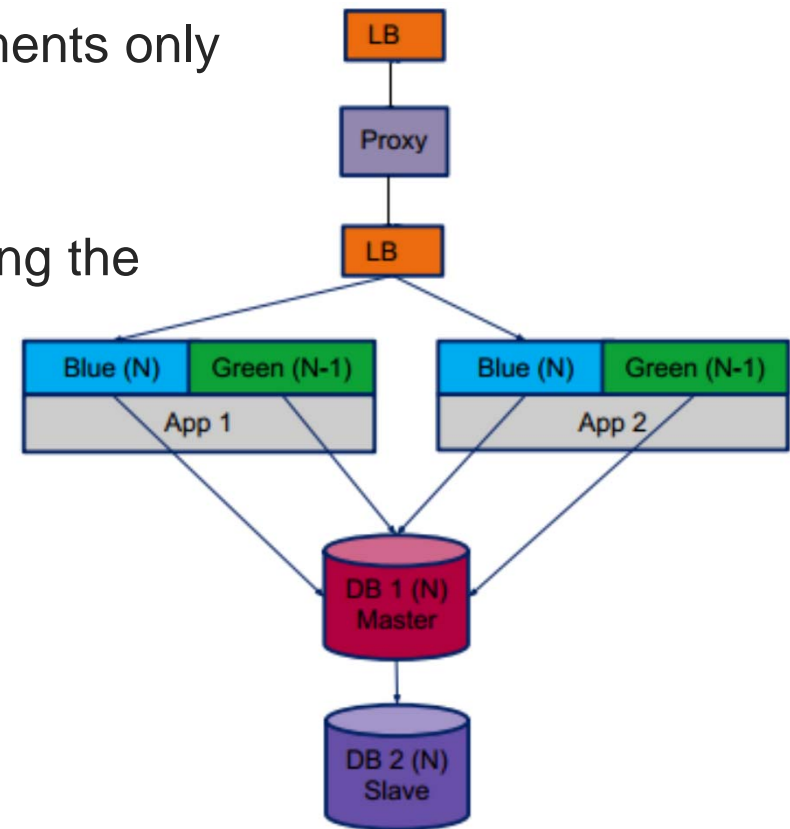 nents only
LB
Proxy
ng the
LB
Blue (N) Green (N-1) Blue (N) Green (N-1)
App 1 App 2
DB 1 (N)
Master
DB 2 (N)
Slave